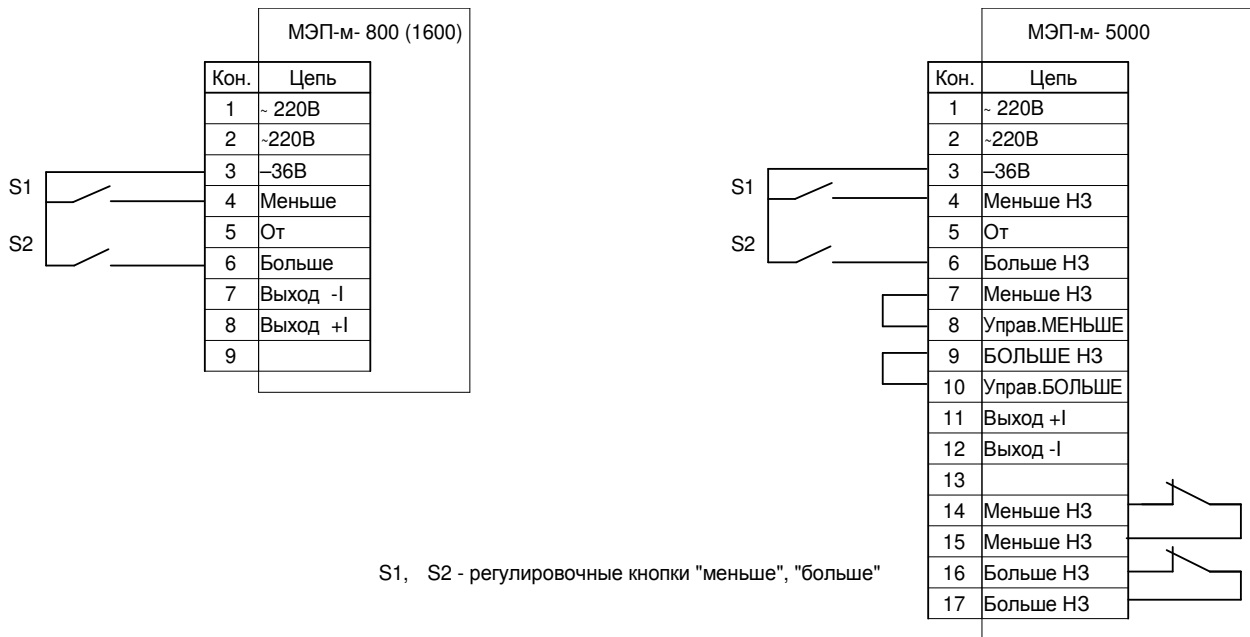 МЭП-м- 800 (1600)
Кон. Цепь
1 ~ 220В
2 ~220В
3 –36В
4 Меньше
5 От
6 Больше
7 Выход -I
8 Выход +I
9
S1
S2
МЭП-м- 5000
Кон. Цепь
1 ~ 220В
2 ~220В
3 –36В
4 Меньше НЗ
5 От
6 Больше НЗ
7 Меньше НЗ
8 Управ.МЕНЬШЕ
9 БОЛЬШЕ НЗ
10 Управ.БОЛЬШЕ
11 Выход +I
12 Выход -I
13
14 Меньше НЗ
15 Меньше НЗ
16 Больше НЗ
17 Больше НЗ
S1
S2
S1, S2 - регулировочные кнопки "меньше", "больше"